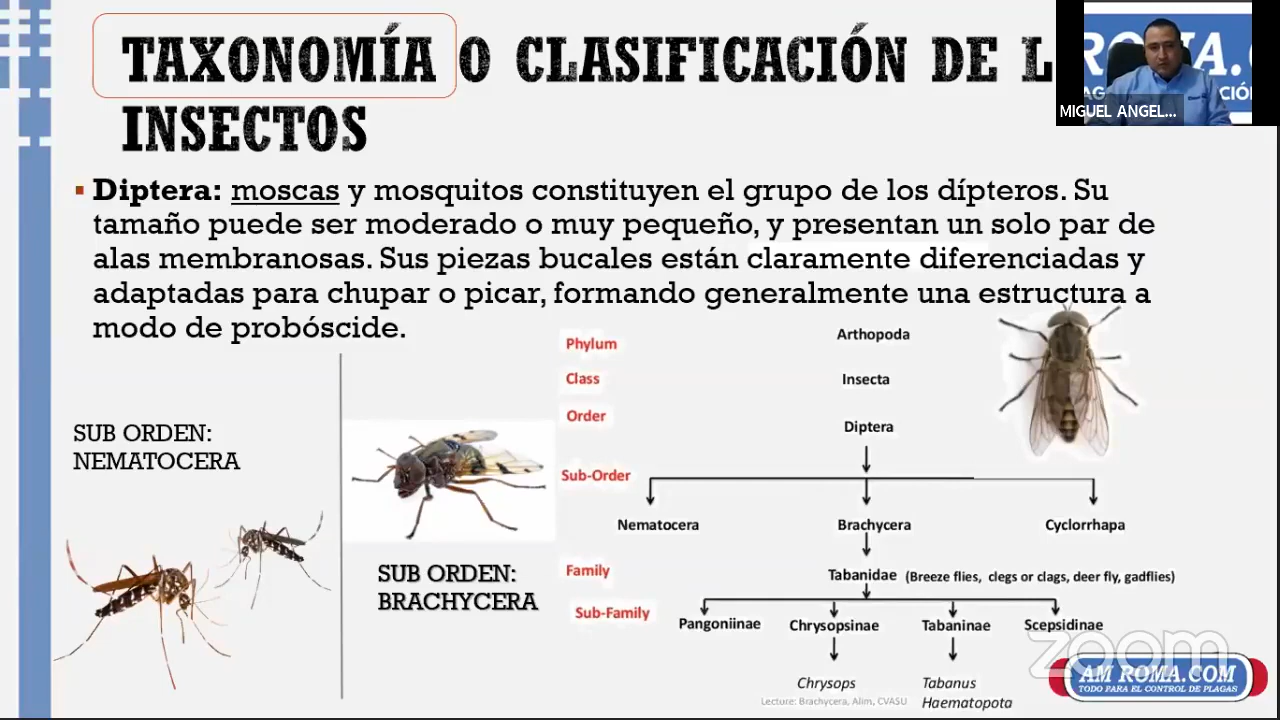 TAXONOMÍA O CLASIFICACIÓN DE L
INSECTOS
MIGUEL ANGEL...
▪ Diptera: moscas y mosquitos constituyen el grupo de los dípteros. Su
tamaño puede ser moderado o muy pequeño, y presentan un solo par de
alas membranosas. Sus piezas bucales están claramente diferenciadas y
adaptadas para chupar o picar, formando generalmente una estructura a
modo de probóscide.
SUB ORDEN:
NEMATOCERA
SUB ORDEN:
BRACHYCERA
Phylum Arthopoda
Class Insecta
Order Diptera
Sub-Order
Nematocera Brachycera Cyclorrhapa
Family Tabanidae (Breeze flies, clegs or clags, deer fly, gadflies)
Sub-Family Pangoniinae Chrysopsinae Tabaninae Scepsidinae
Chrysops Tabanus
Haematopota
Lecture: Brachycera, Alim, CVASU
zoom
AM ROMA.COM
TODO PARA EL CONTROL DE PLAGAS